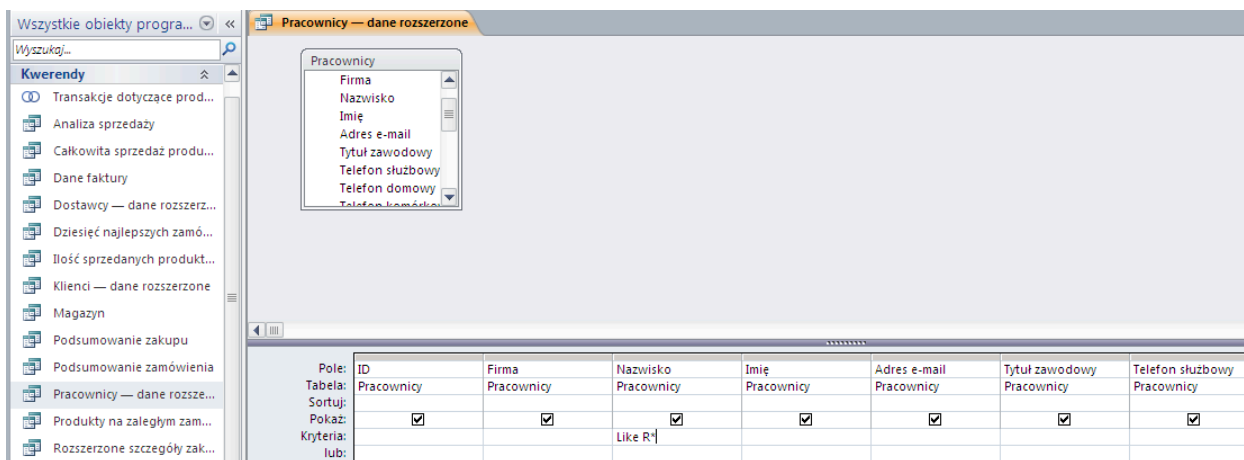 Wszystkie obiekty progra... «
Wyszukaj...
Kwerendy
Transakcje dotyczące prod...
Analiza sprzedaży
Całkowita sprzedaż produ...
Dane faktury
Dostawcy — dane rozszerz...
Dziesięć najlepszych zamó...
Ilość sprzedanych produkt...
Klienci — dane rozszerzone
Magazyn
Podsumowanie zakupu
Podsumowanie zamówienia
Pracownicy — dane rozsze...
Produkty na zaległym zam...
Rozszerzone szczegóły zak...
Pracownicy — dane rozszerzone
Pracownicy
Firma
Nazwisko
Imię
Adres e-mail
Tytuł zawodowy
Telefon służbowy
Telefon domowy
Telefon komórko
Pole: ID Firma Nazwisko Imię Adres e-mail Tytuł zawodowy Telefon służbowy
Tabela: Pracownicy Pracownicy Pracownicy Pracownicy Pracownicy Pracownicy Pracownicy
Sortuj:
Pokaż:
Kryteria: Like R*
lub: